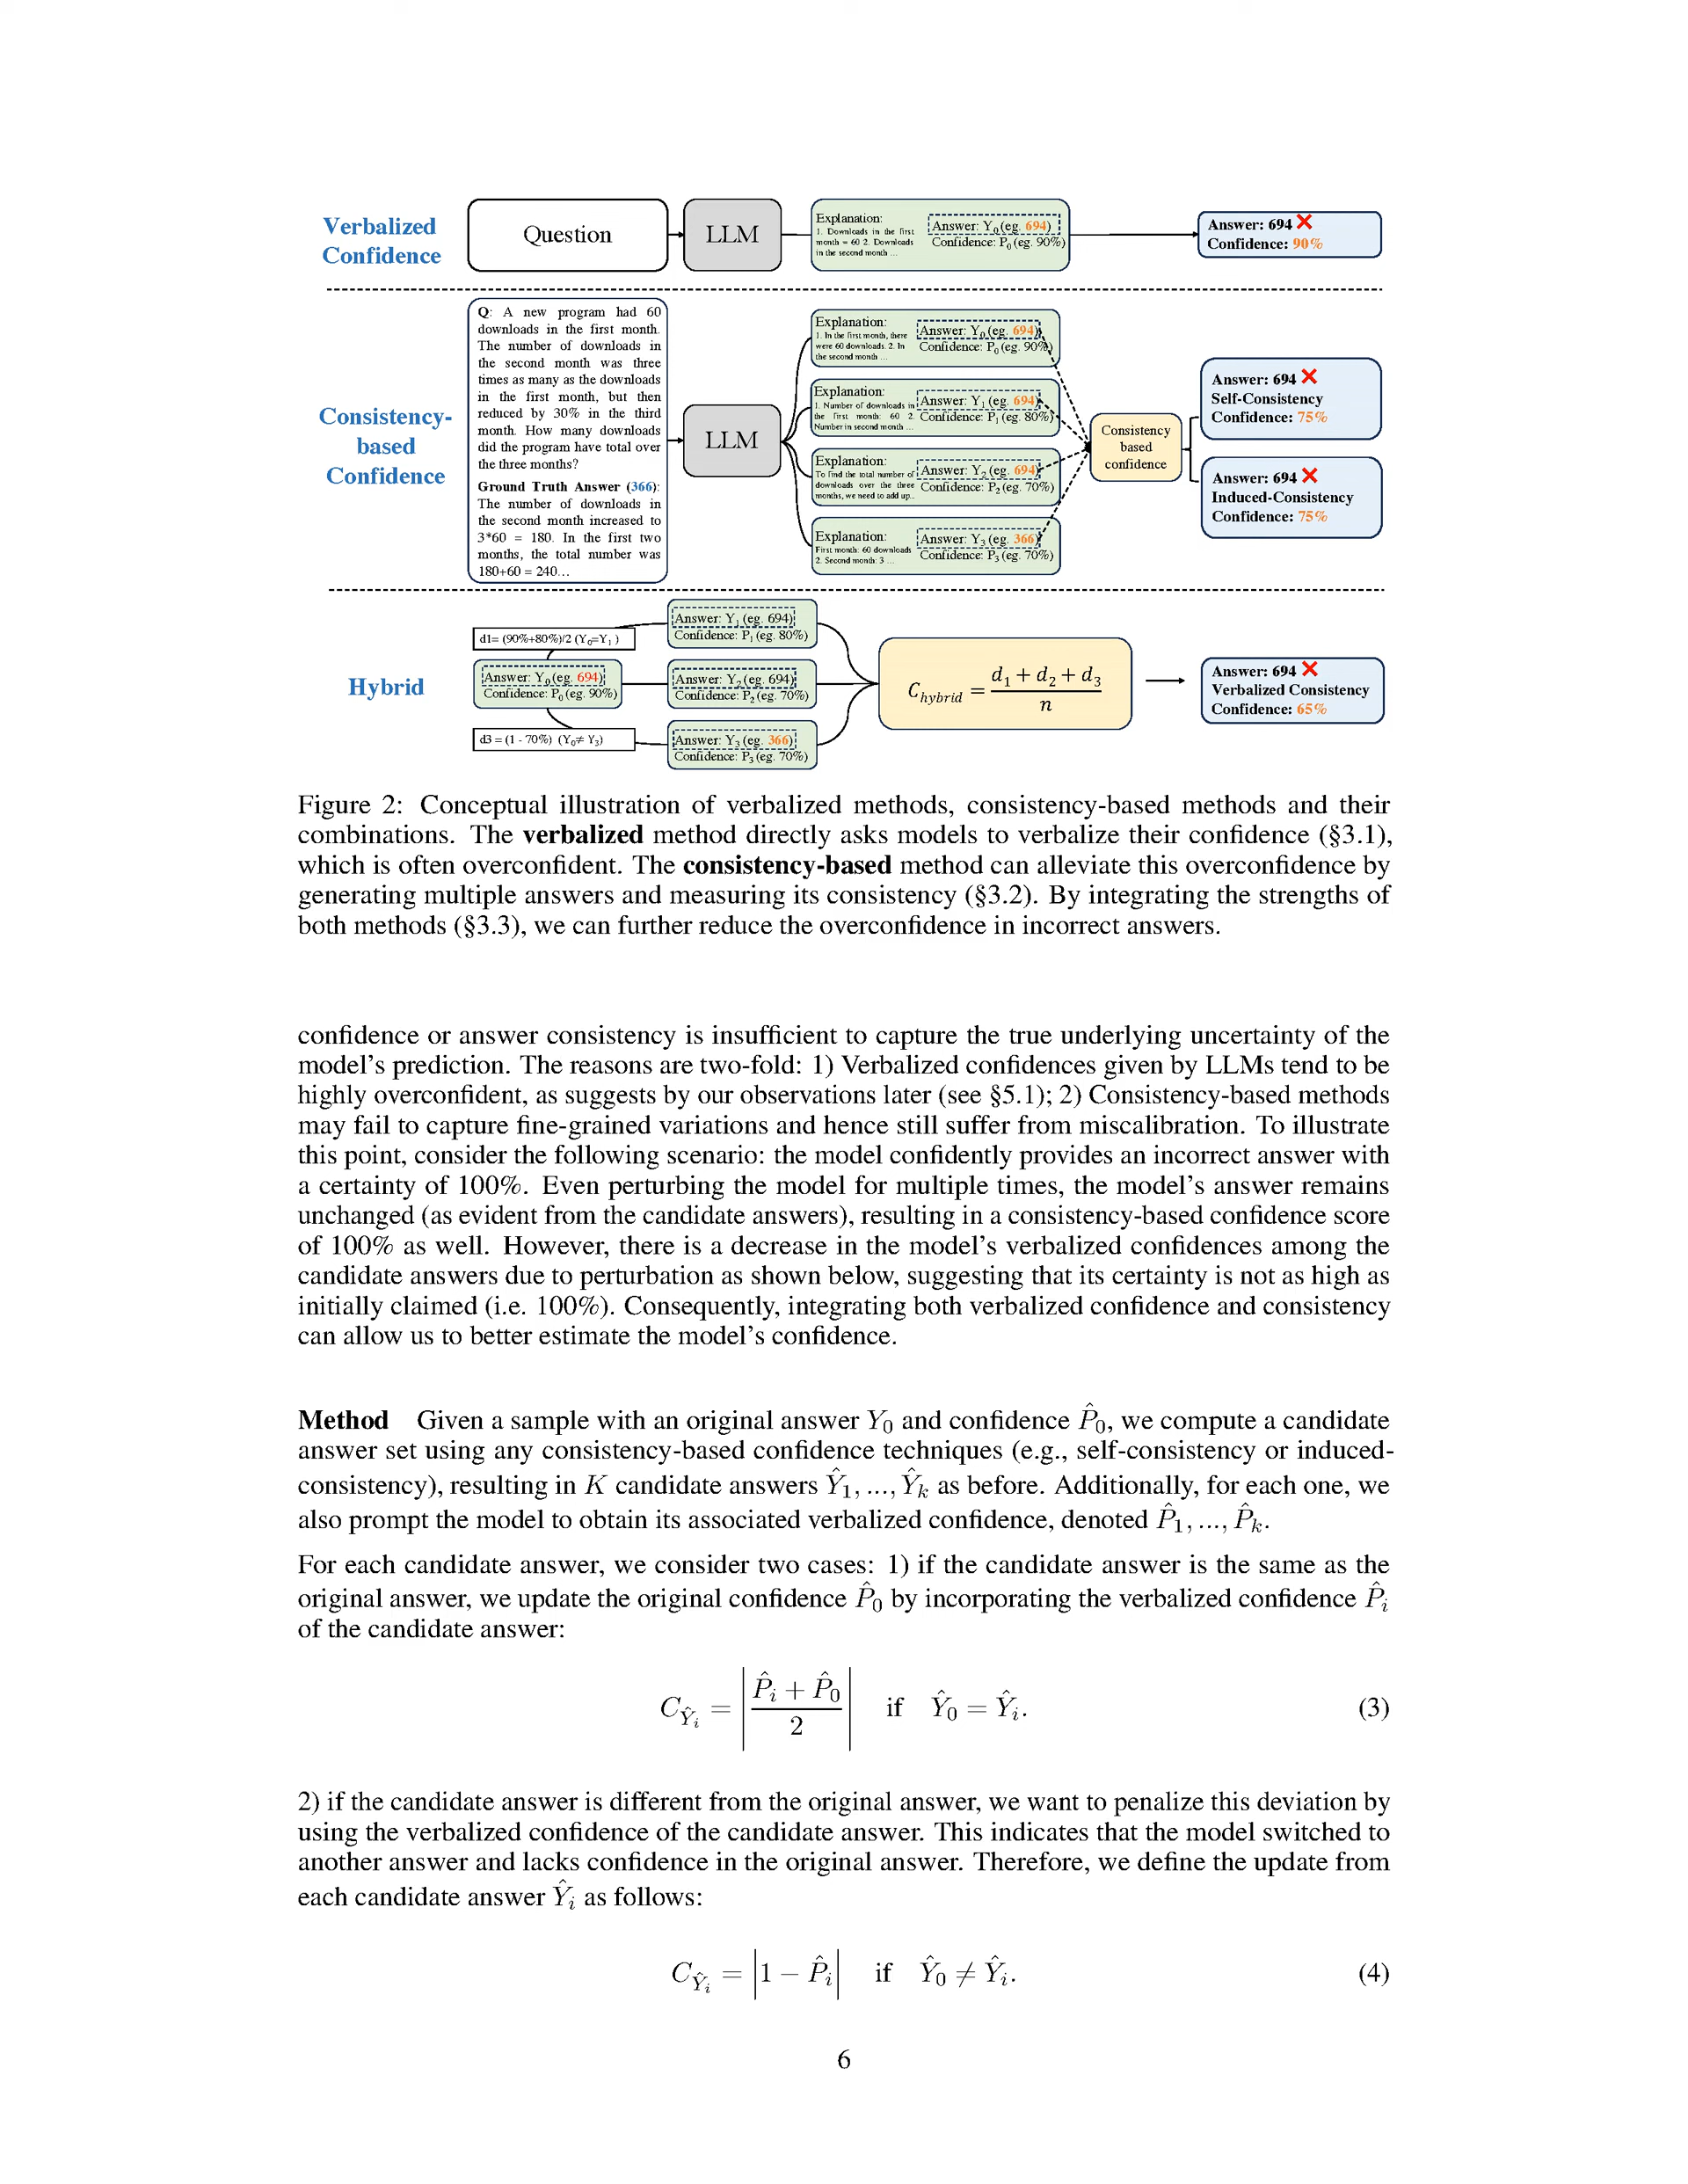 Verbalized
Confidence
Question
LLM
Explanation:
1. Downloads in the first
month = 60 2. Downloads
in the second month ...
Answer: Y0 (eg. 694)
Confidence: P0 (eg. 90%)
Answer: 694 ❌
Confidence: 90%
Consistency-
based
Confidence
Q: A new program had 60
downloads in the first month.
The number of downloads in
the second month was three
times as many as the downloads
in the first month, but then
reduced by 30% in the third
month. How many downloads
did the program have total over
the three months?
Ground Truth Answer (366):
The number of downloads in
the second month increased to
3*60 = 180. In the first two
months, the total number was
180+60 = 240...
LLM
Explanation:
1. In the first month, there
were 60 downloads. 2. In
the second month ...
Answer: Y0 (eg. 694)
Confidence: P0 (eg. 90%)
Explanation:
1. Number of downloads in
the first month: 60 2.
Number in second month ...
Answer: Y1 (eg. 694)
Confidence: P1 (eg. 80%)
Explanation:
To find the total number of
downloads over the three
months, we need to add up..
Answer: Y2 (eg. 694)
Confidence: P2 (eg. 70%)
Explanation:
First month: 60 downloads
2. Second month: 3 ...
Answer: Y3 (eg. 366)
Confidence: P3 (eg. 70%)
Consistency
based
confidence
Answer: 694 ❌
Self-Consistency
Confidence: 75%
Answer: 694 ❌
Induced-Consistency
Confidence: 75%
Hybrid
d1= (90%+80%)/2 (Y0=Y1 )
Answer: Y0 (eg. 694)
Confidence: P0 (eg. 90%)
d3 = (1 - 70%) (Y0≠ Y3)
Answer: Y1 (eg. 694)
Confidence: P1 (eg. 80%)
Answer: Y2 (eg. 694)
Confidence: P2 (eg. 70%)
Answer: Y3 (eg. 366)
Confidence: P3 (eg. 70%)
C_hybrid = (d1 + d2 + d3) / n
Answer: 694 ❌
Verbalized Consistency
Confidence: 65%
Figure 2: Conceptual illustration of verbalized methods, consistency-based methods and their
combinations. The verbalized method directly asks models to verbalize their confidence (§3.1),
which is often overconfident. The consistency-based method can alleviate this overconfidence by
generating multiple answers and measuring its consistency (§3.2). By integrating the strengths of
both methods (§3.3), we can further reduce the overconfidence in incorrect answers.
confidence or answer consistency is insufficient to capture the true underlying uncertainty of the
model's prediction. The reasons are two-fold: 1) Verbalized confidences given by LLMs tend to be
highly overconfident, as suggests by our observations later (see §5.1); 2) Consistency-based methods
may fail to capture fine-grained variations and hence still suffer from miscalibration. To illustrate
this point, consider the following scenario: the model confidently provides an incorrect answer with
a certainty of 100%. Even perturbing the model for multiple times, the model's answer remains
unchanged (as evident from the candidate answers), resulting in a consistency-based confidence score
of 100% as well. However, there is a decrease in the model's verbalized confidences among the
candidate answers due to perturbation as shown below, suggesting that its certainty is not as high as
initially claimed (i.e. 100%). Consequently, integrating both verbalized confidence and consistency
can allow us to better estimate the model's confidence.
Method Given a sample with an original answer Y0 and confidence P̂0, we compute a candidate
answer set using any consistency-based confidence techniques (e.g., self-consistency or induced-
consistency), resulting in K candidate answers Ŷ1, ..., Ŷk as before. Additionally, for each one, we
also prompt the model to obtain its associated verbalized confidence, denoted P̂1, ..., P̂k.
For each candidate answer, we consider two cases: 1) if the candidate answer is the same as the
original answer, we update the original confidence P̂0 by incorporating the verbalized confidence P̂i
of the candidate answer:
C_Ŷi = |(P̂i + P̂0) / 2| if Ŷ0 = Ŷi. (3)
2) if the candidate answer is different from the original answer, we want to penalize this deviation by
using the verbalized confidence of the candidate answer. This indicates that the model switched to
another answer and lacks confidence in the original answer. Therefore, we define the update from
each candidate answer Ŷi as follows:
C_Ŷi = |1 − P̂i| if Ŷ0 ≠ Ŷi. (4)
6